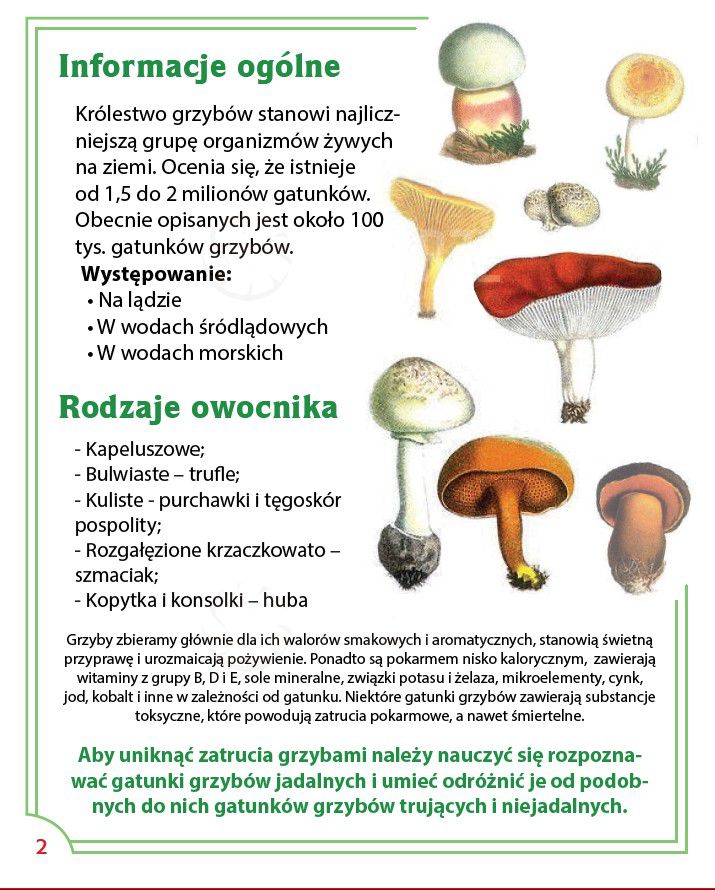 Informacje ogólne
Królestwo grzybów stanowi najlicz-
niejszą grupę organizmów żywych
na ziemi. Ocenia się, że istnieje
od 1,5 do 2 milionów gatunków.
Obecnie opisanych jest około 100
tys. gatunków grzybów.
Występowanie:
• Na lądzie
• W wodach śródlądowych
• W wodach morskich
Rodzaje owocnika
- Kapeluszowe;
- Bulwiaste – trufle;
- Kuliste - purchawki i tęgoskór
pospolity;
- Rozgałęzione krzaczkowato –
szmaciak;
- Kopytka i konsolki – huba
Grzyby zbieramy głównie dla ich walorów smakowych i aromatycznych, stanowią świetną
przyprawę i urozmaicają pożywienie. Ponadto są pokarmem nisko kalorycznym, zawierają
witaminy z grupy B, D i E, sole mineralne, związki potasu i żelaza, mikroelementy, cynk,
jod, kobalt i inne w zależności od gatunku. Niektóre gatunki grzybów zawierają substancje
toksyczne, które powodują zatrucia pokarmowe, a nawet śmiertelne.
Aby uniknąć zatrucia grzybami należy nauczyć się rozpozna-
wać gatunki grzybów jadalnych i umieć odróżnić je od podob-
nych do nich gatunków grzybów trujących i niejadalnych.
2